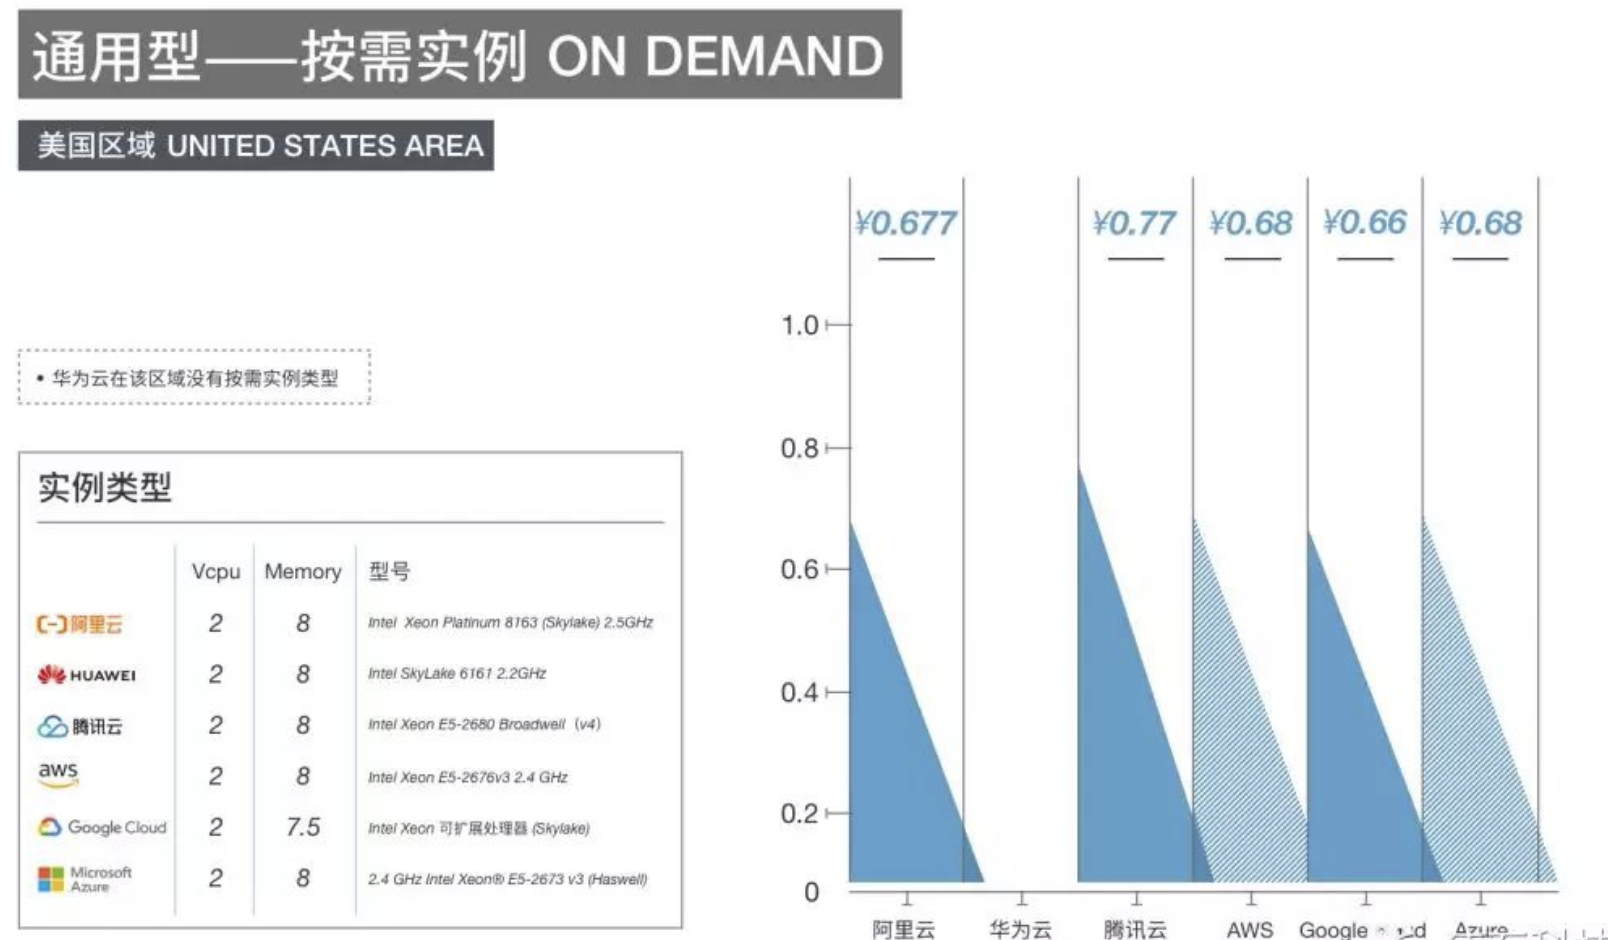 通用型——按需实例 ON DEMAND
美国区域 UNITED STATES AREA
• 华为云在该区域没有按需实例类型
实例类型
Vcpu Memory 型号
阿里云 2 8 Intel Xeon Platinum 8163 (Skylake) 2.5GHz
HUAWEI 2 8 Intel SkyLake 6161 2.2GHz
腾讯云 2 8 Intel Xeon E5-2680 Broadwell（v4）
aws 2 8 Intel Xeon E5-2676v3 2.4 GHz
Google Cloud 2 7.5 Intel Xeon 可扩展处理器 (Skylake)
Microsoft Azure 2 8 2.4 GHz Intel Xeon® E5-2673 v3 (Haswell)
¥0.677 ¥0.77 ¥0.68 ¥0.66 ¥0.68
1.0
0.8
0.6
0.4
0.2
0
阿里云 华为云 腾讯云 AWS Google Azure